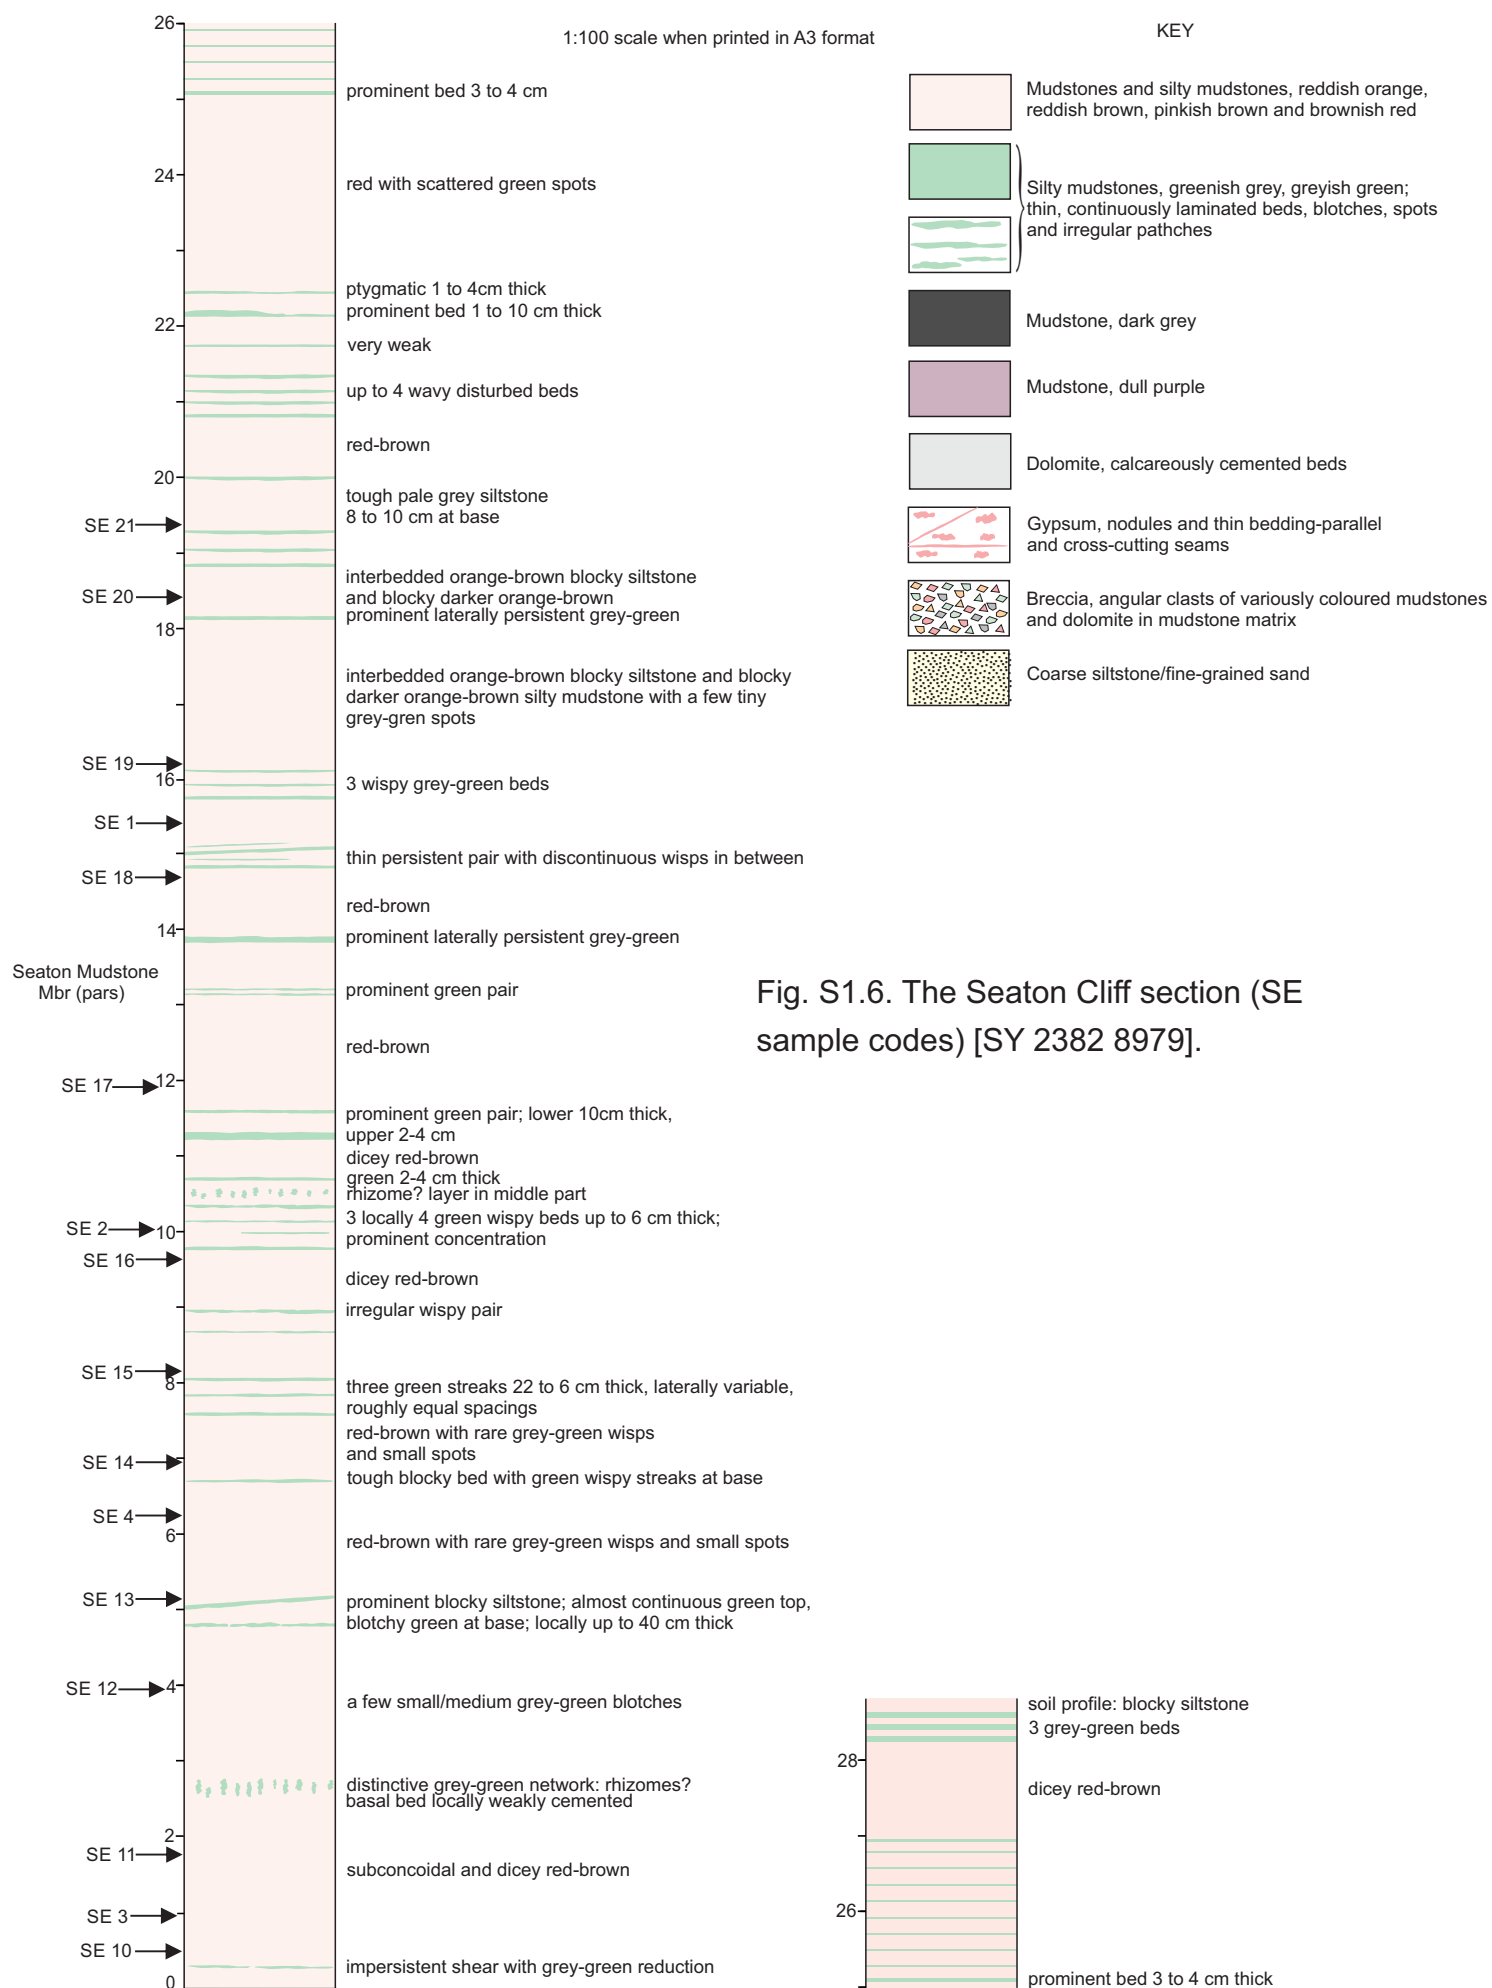 1:100 scale when printed in A3 format
KEY
26
prominent bed 3 to 4 cm
24
red with scattered green spots
ptygmatic 1 to 4cm thick
prominent bed 1 to 10 cm thick
22
very weak
up to 4 wavy disturbed beds
red-brown
20
tough pale grey siltstone
8 to 10 cm at base
SE 21
interbedded orange-brown blocky siltstone
and blocky darker orange-brown
SE 20
prominent laterally persistent grey-green
18
interbedded orange-brown blocky siltstone and blocky
darker orange-brown silty mudstone with a few tiny
grey-gren spots
SE 19
16
3 wispy grey-green beds
SE 1
thin persistent pair with discontinuous wisps in between
SE 18
red-brown
14
prominent laterally persistent grey-green
Seaton Mudstone
Mbr (pars)
prominent green pair
red-brown
SE 17
12
prominent green pair; lower 10cm thick,
upper 2-4 cm
dicey red-brown
green 2-4 cm thick
rhizome? layer in middle part
3 locally 4 green wispy beds up to 6 cm thick;
prominent concentration
SE 2
10
SE 16
dicey red-brown
irregular wispy pair
SE 15
8
three green streaks 22 to 6 cm thick, laterally variable,
roughly equal spacings
red-brown with rare grey-green wisps
and small spots
SE 14
tough blocky bed with green wispy streaks at base
SE 4
6
red-brown with rare grey-green wisps and small spots
SE 13
prominent blocky siltstone; almost continuous green top,
blotchy green at base; locally up to 40 cm thick
SE 12
4
a few small/medium grey-green blotches
distinctive grey-green network: rhizomes?
basal bed locally weakly cemented
2
SE 11
subconcoidal and dicey red-brown
SE 3
SE 10
impersistent shear with grey-green reduction
0
Mudstones and silty mudstones, reddish orange,
reddish brown, pinkish brown and brownish red
Silty mudstones, greenish grey, greyish green;
thin, continuously laminated beds, blotches, spots
and irregular pathches
Mudstone, dark grey
Mudstone, dull purple
Dolomite, calcareously cemented beds
Gypsum, nodules and thin bedding-parallel
and cross-cutting seams
Breccia, angular clasts of variously coloured mudstones
and dolomite in mudstone matrix
Coarse siltstone/fine-grained sand
Fig. S1.6. The Seaton Cliff section (SE
sample codes) [SY 2382 8979].
soil profile: blocky siltstone
3 grey-green beds
28
dicey red-brown
26
prominent bed 3 to 4 cm thick